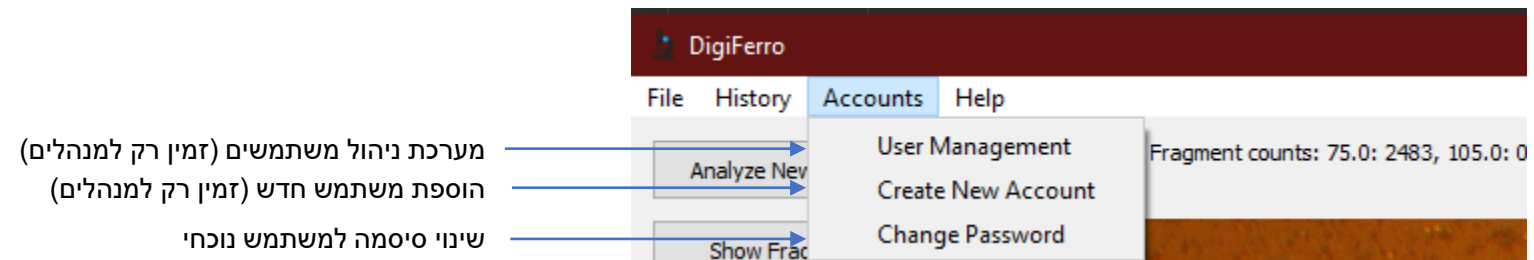 DigiFerro
File History Accounts Help
מערכת ניהול משתמשים (זמין רק למנהלים)
User Management
Fragment counts: 75.0: 2483, 105.0: 0
Analyze New
הוספת משתמש חדש (זמין רק למנהלים)
Create New Account
שינוי סיסמה למשתמש נוכחי
Change Password
Show Frac